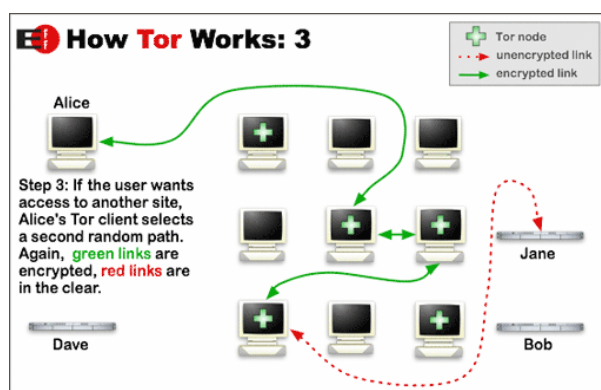 EFF How Tor Works: 3
Tor node
unencrypted link
encrypted link
Alice
Step 3: If the user wants
access to another site,
Alice's Tor client selects
a second random path.
Again, green links are
encrypted, red links are
in the clear.
Jane
Dave
Bob